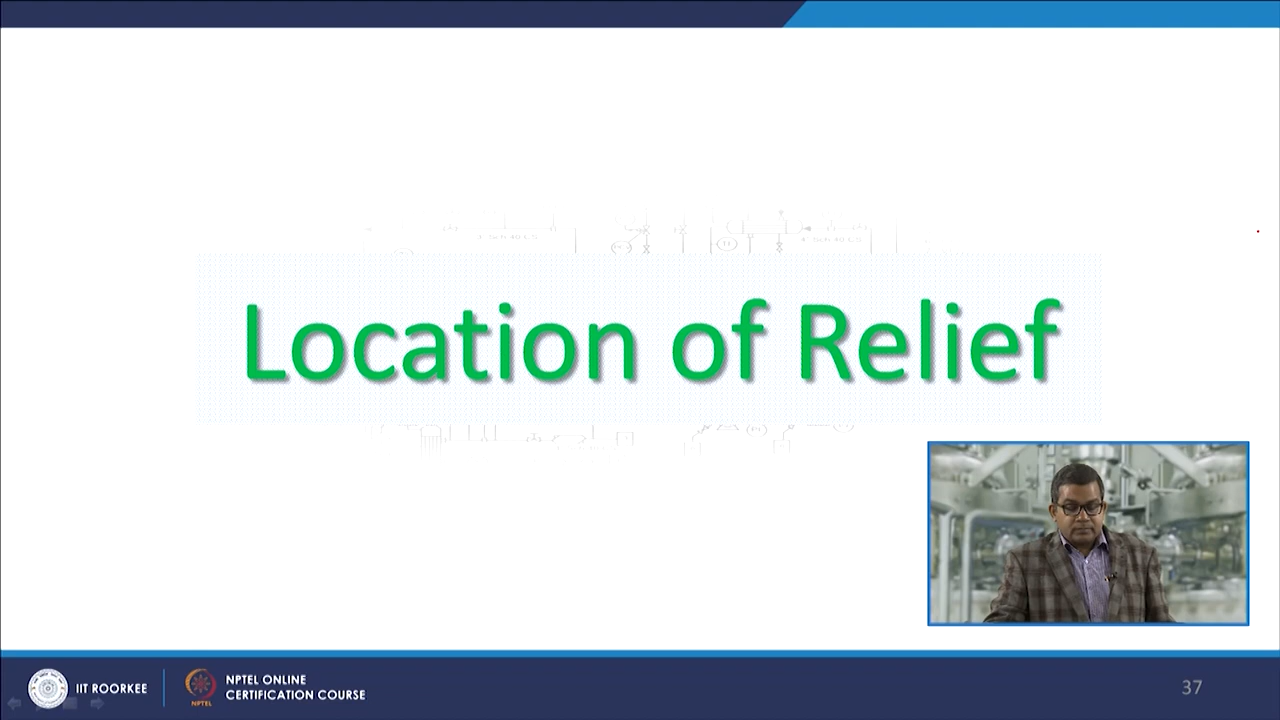 Location of Relief
IIT ROORKEE
NPTEL
NPTEL ONLINE
CERTIFICATION COURSE
37